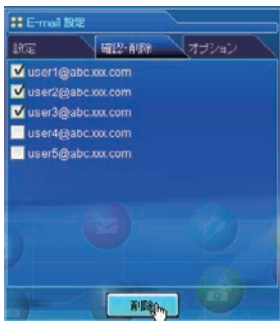 E-mail 設定
設定 確認・削除 オプション
user1@abc.xxx.com
user2@abc.xxx.com
user3@abc.xxx.com
user4@abc.xxx.com
user5@abc.xxx.com
削除